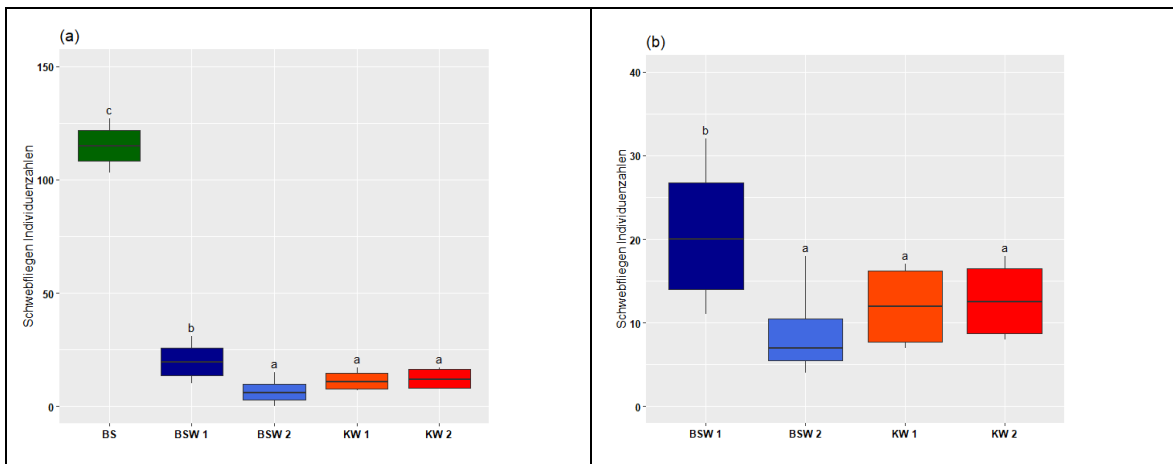 (a)
Schwebfliegen Individuenzahlen
150
100
50
0
c
b
a
a
a
BS BSW 1 BSW 2 KW 1 KW 2
(b)
Schwebfliegen Individuenzahlen
40
30
20
10
0
b
a
a
a
BSW 1 BSW 2 KW 1 KW 2